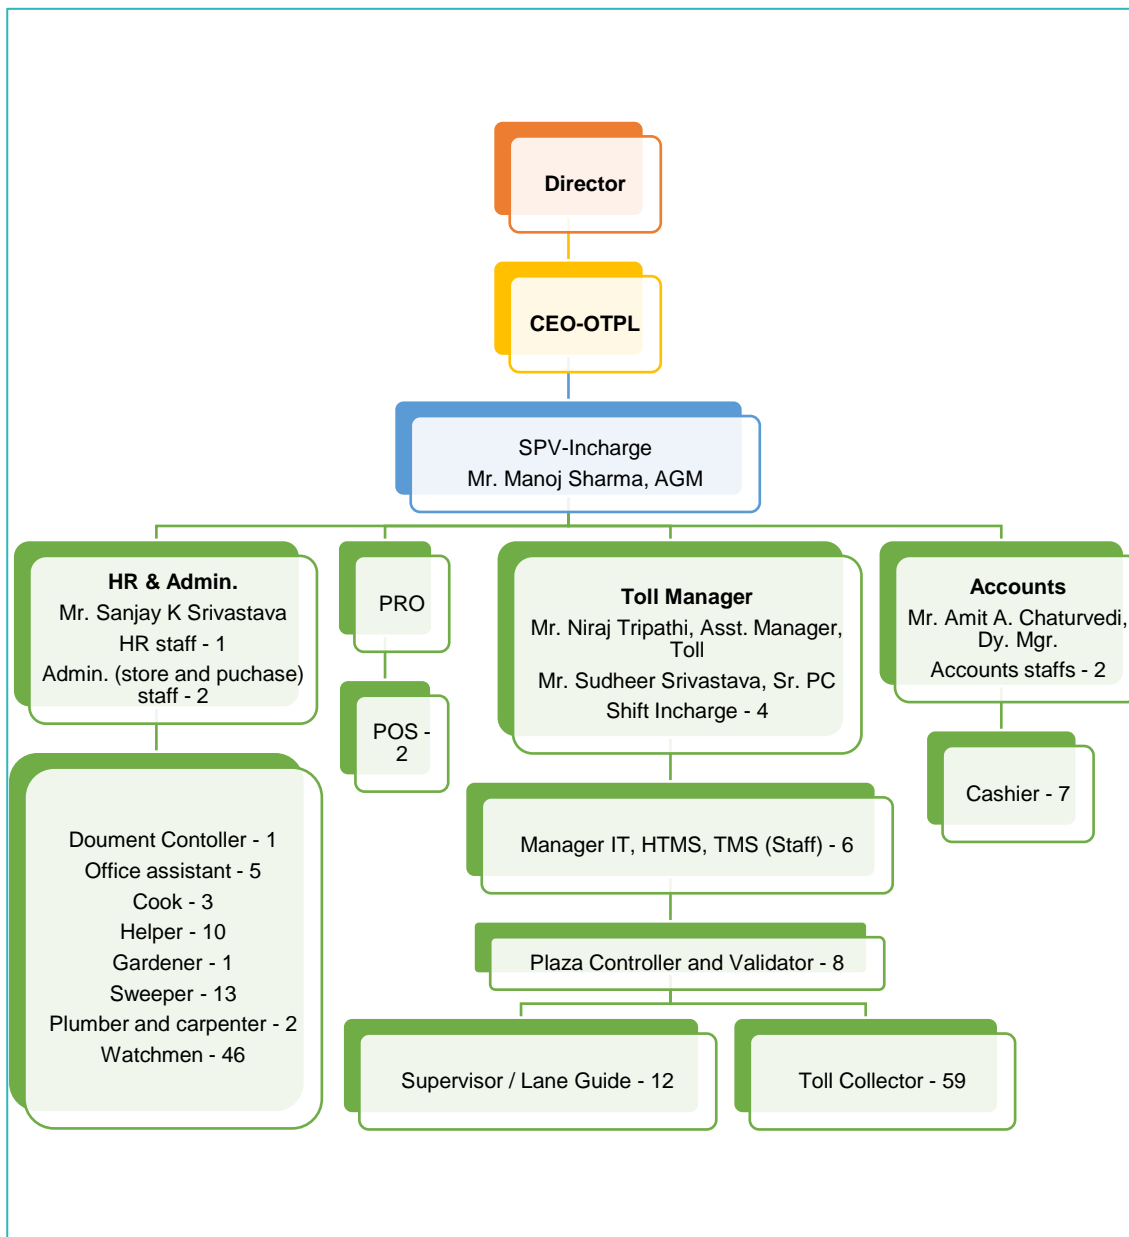 Director
CEO-OTPL
SPV-Incharge
Mr. Manoj Sharma, AGM
HR & Admin.
Mr. Sanjay K Srivastava
HR staff - 1
Admin. (store and puchase)
staff - 2
PRO
Toll Manager
Mr. Niraj Tripathi, Asst. Manager,
Toll
Mr. Sudheer Srivastava, Sr. PC
Shift Incharge - 4
Accounts
Mr. Amit A. Chaturvedi,
Dy. Mgr.
Accounts staffs - 2
Doument Contoller - 1
Office assistant - 5
Cook - 3
Helper - 10
Gardener - 1
Sweeper - 13
Plumber and carpenter - 2
Watchmen - 46
POS -
2
Manager IT, HTMS, TMS (Staff) - 6
Cashier - 7
Plaza Controller and Validator - 8
Supervisor / Lane Guide - 12
Toll Collector - 59